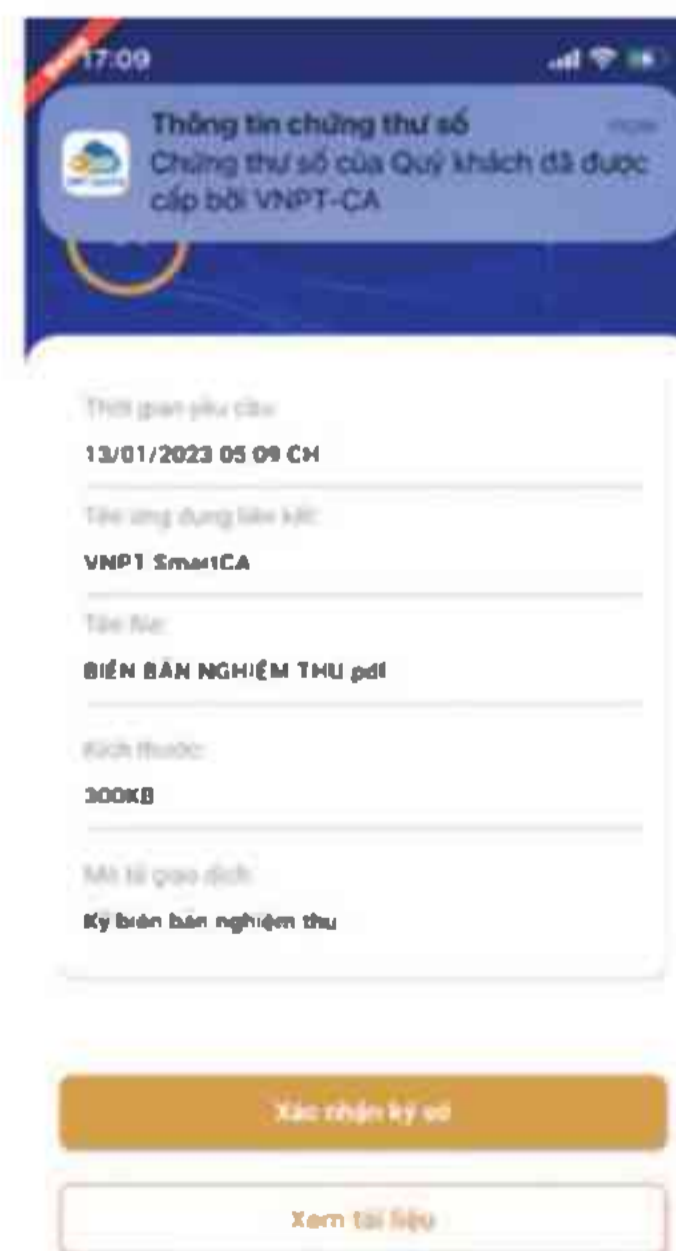 17:09
Thông tin chứng thư số
now
Chứng thư số của Quý khách đã được
cấp bởi VNPT-CA
Thời gian yêu cầu:
13/01/2023 05:09 CH
Tên ứng dụng liên kết:
VNPT SmartCA
Tên file:
BIÊN BẢN NGHIỆM THU.pdf
Kích thước:
300KB
Mô tả giao dịch:
Ký biên bản nghiệm thu
Xác nhận ký số
Xem tài liệu